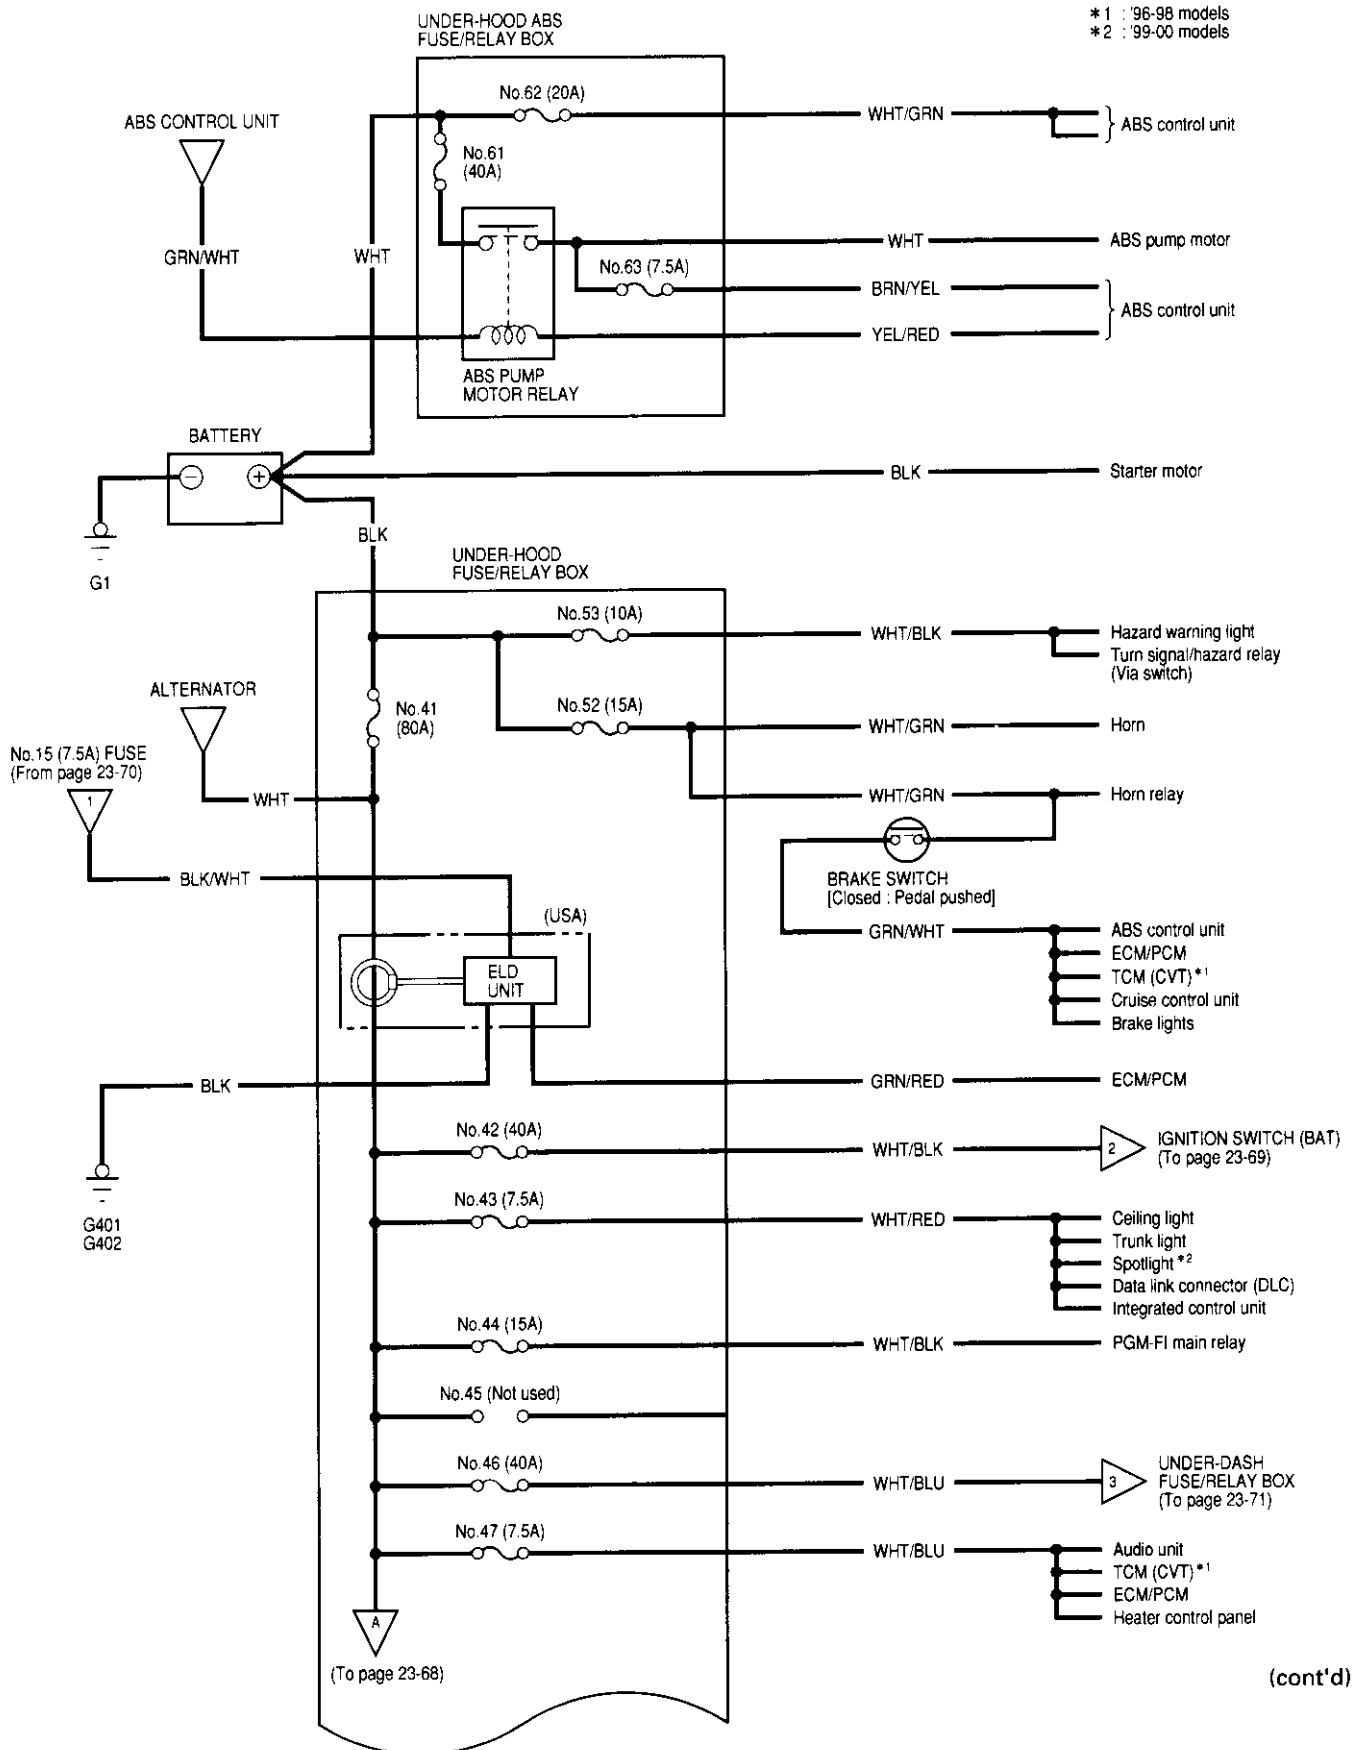 *1 : '96-98 models
*2 : '99-00 models
UNDER-HOOD ABS
FUSE/RELAY BOX
No.62 (20A)
WHT/GRN
ABS control unit
ABS CONTROL UNIT
No.61
(40A)
GRN/WHT
WHT
WHT
ABS pump motor
No.63 (7.5A)
BRN/YEL
ABS control unit
YEL/RED
ABS PUMP
MOTOR RELAY
BATTERY
− +
BLK
Starter motor
G1
BLK
UNDER-HOOD
FUSE/RELAY BOX
No.53 (10A)
WHT/BLK
Hazard warning light
Turn signal/hazard relay
(Via switch)
ALTERNATOR
No.41
(80A)
No.52 (15A)
WHT/GRN
Horn
No.15 (7.5A) FUSE
(From page 23-70)
1
WHT
WHT/GRN
Horn relay
BRAKE SWITCH
[Closed : Pedal pushed]
BLK/WHT
(USA)
GRN/WHT
ABS control unit
ECM/PCM
TCM (CVT)*1
Cruise control unit
Brake lights
ELD
UNIT
BLK
GRN/RED
ECM/PCM
G401
G402
No.42 (40A)
WHT/BLK
2
IGNITION SWITCH (BAT)
(To page 23-69)
No.43 (7.5A)
WHT/RED
Ceiling light
Trunk light
Spotlight*2
Data link connector (DLC)
Integrated control unit
No.44 (15A)
WHT/BLK
PGM-FI main relay
No.45 (Not used)
No.46 (40A)
WHT/BLU
3
UNDER-DASH
FUSE/RELAY BOX
(To page 23-71)
No.47 (7.5A)
WHT/BLU
Audio unit
TCM (CVT)*1
ECM/PCM
Heater control panel
A
(To page 23-68)
(cont'd)